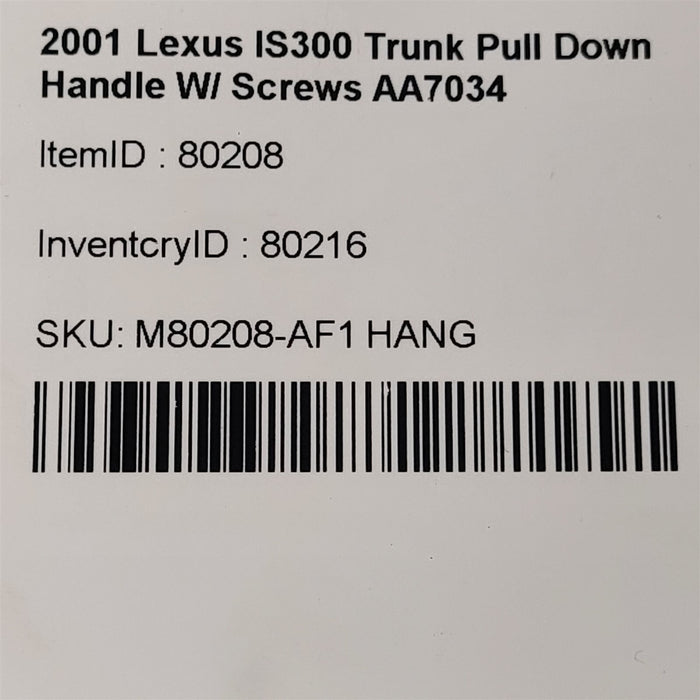 2001 Lexus IS300 Trunk Pull Down
Handle W/ Screws AA7034
ItemID : 80208
InventcryID : 80216
SKU: M80208-AF1 HANG